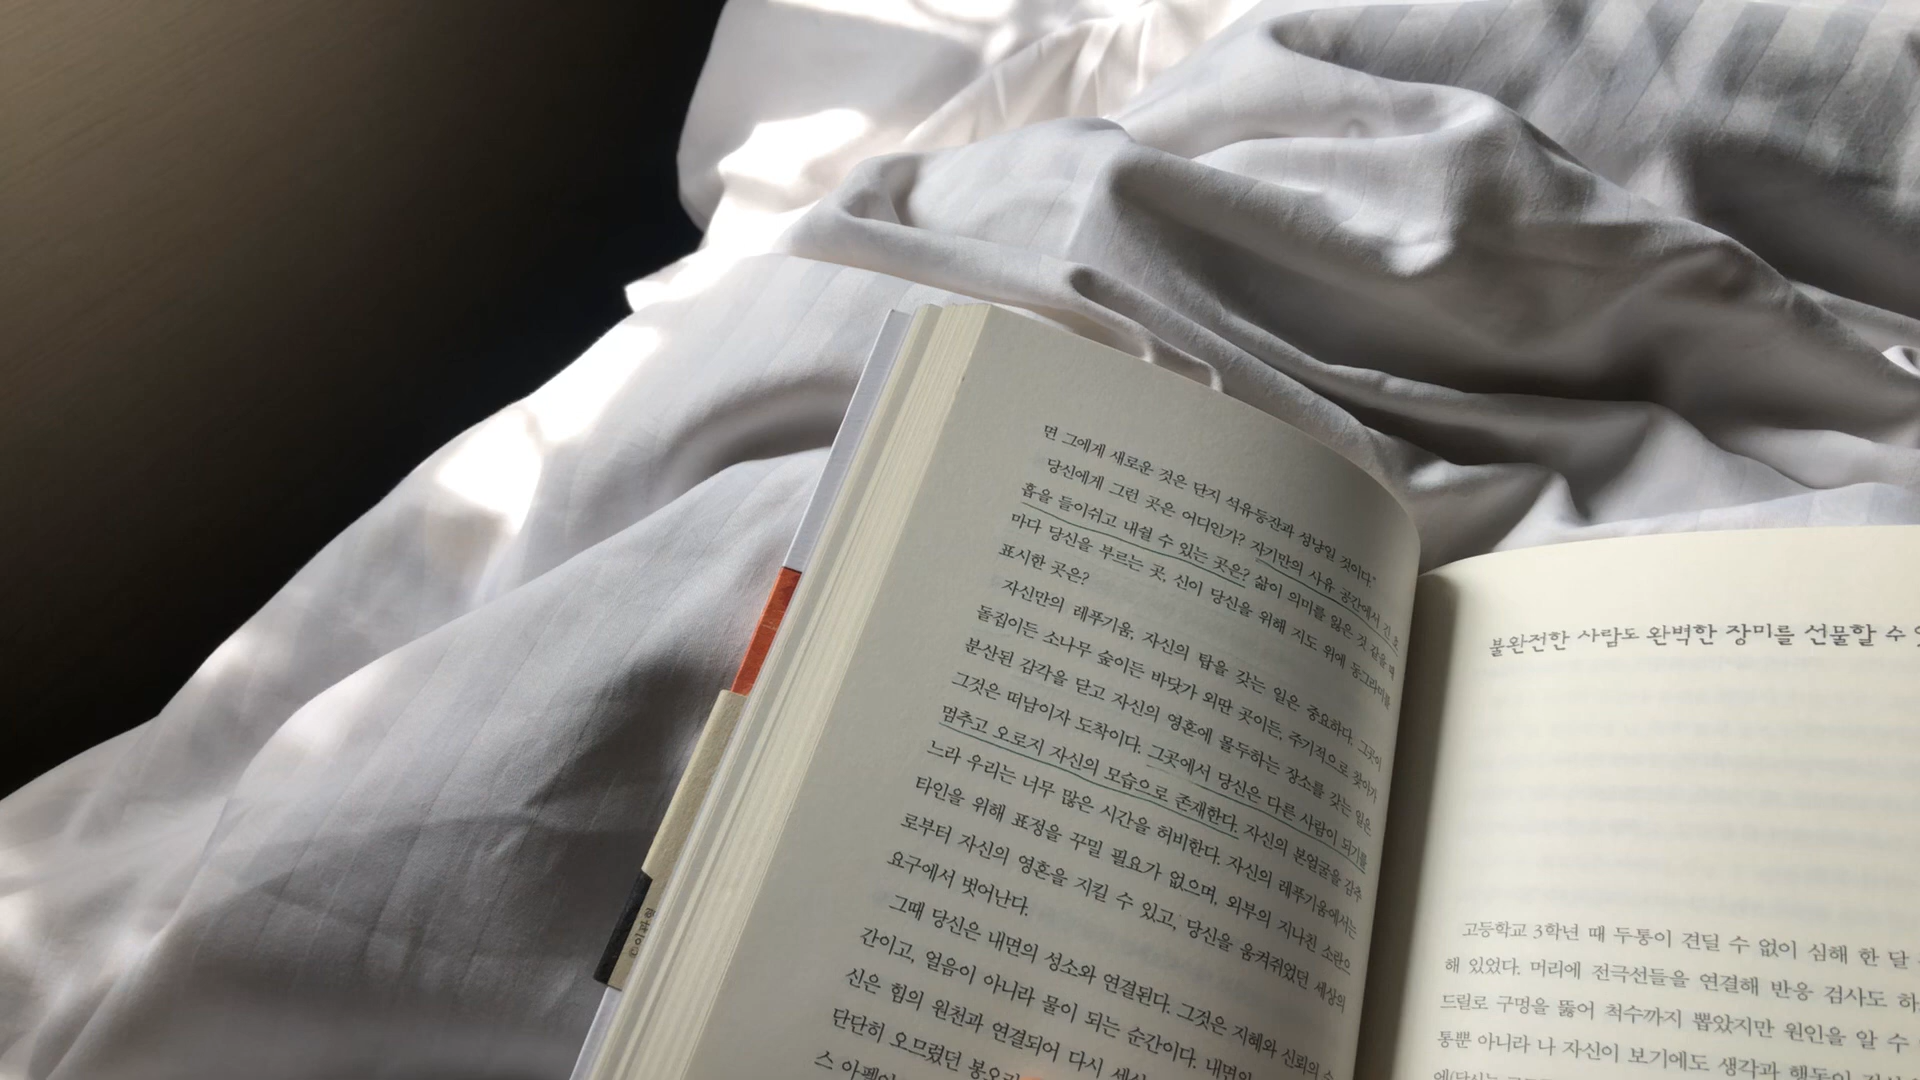 면 그에게 새로운 것은 단지 석유등잔과 성냥일 것이다."
당신에게 그런 곳은 어디인가? 자기만의 사유 공간에서 긴 호
흡을 들이쉬고 내쉴 수 있는 곳은? 삶이 의미를 잃은 것 같을 때
마다 당신을 부르는 곳, 신이 당신을 위해 지도 위에 동그라미를
표시한 곳은?
자신만의 레푸기움, 자신의 탑을 갖는 일은 중요하다. 그곳이
돌집이든 소나무 숲이든 바닷가 외딴 곳이든, 주기적으로 찾아가
분산된 감각을 닫고 자신의 영혼에 몰두하는 장소를 갖는 일은
그것은 떠남이자 도착이다. 그곳에서 당신은 다른 사람이 되기를
멈추고 오로지 자신의 모습으로 존재한다. 자신의 본얼굴을 감추
느라 우리는 너무 많은 시간을 허비한다. 자신의 레푸기움에서는
타인을 위해 표정을 꾸밀 필요가 없으며, 외부의 지나친 소란으
로부터 자신의 영혼을 지킬 수 있고, 당신을 움켜쥐었던 세상의
요구에서 벗어난다.
그때 당신은 내면의 성소와 연결된다. 그것은 지혜와 신뢰의
간이고, 얼음이 아니라 물이 되는 순간이다. 내면의
신은 힘의 원천과 연결되어 다시
단단히 오므렸던
불완전한 사람도 완벽한 장미를 선물할 수
고등학교 3학년 때 두통이 견딜 수 없이 심해 한 달
해 있었다. 머리에 전극선들을 연결해 반응 검사도 하
드릴로 구멍을 뚫어 척수까지 뽑았지만 원인을 알 수
통뿐 아니라 나 자신이 보기에도 생각과 행동이